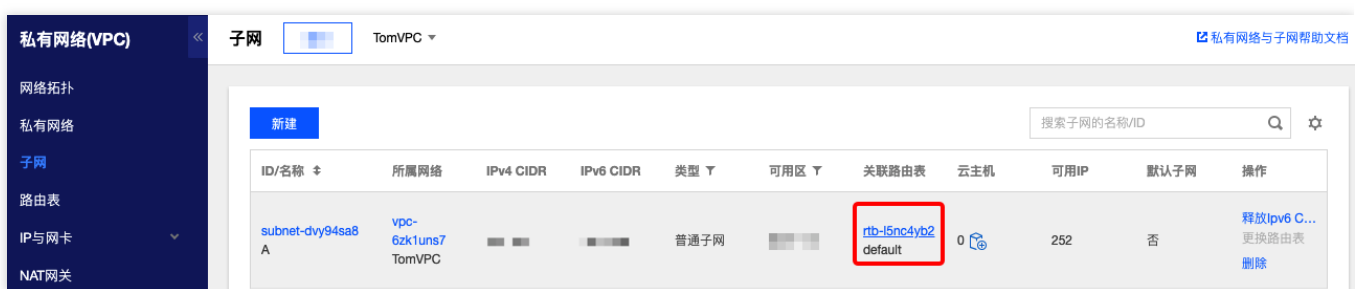 私有网络(VPC)
子网
TomVPC
私有网络与子网帮助文档
网络拓扑
私有网络
子网
路由表
IP与网卡
NAT网关
新建
搜索子网的名称/ID
ID/名称
所属网络
IPv4 CIDR
IPv6 CIDR
类型
可用区
关联路由表
云主机
可用IP
默认子网
操作
subnet-dvy94sa8
A
vpc-
6zk1uns7
TomVPC
普通子网
rtb-l5nc4yb2
default
0
252
否
释放Ipv6 C...
更换路由表
删除